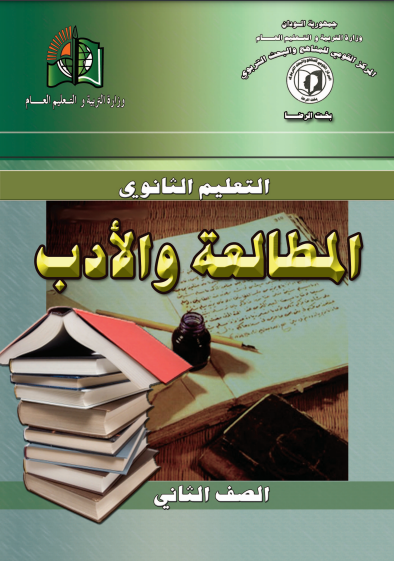 جمهورية السودان
وزارة التربية و التعليم العام
المركز القومي للمناهج والبحث التربوي
بخت الرضا
وزارة التربية و التعليم العام
التعليم الثانوي
المطالعة والأدب
الصف الثاني